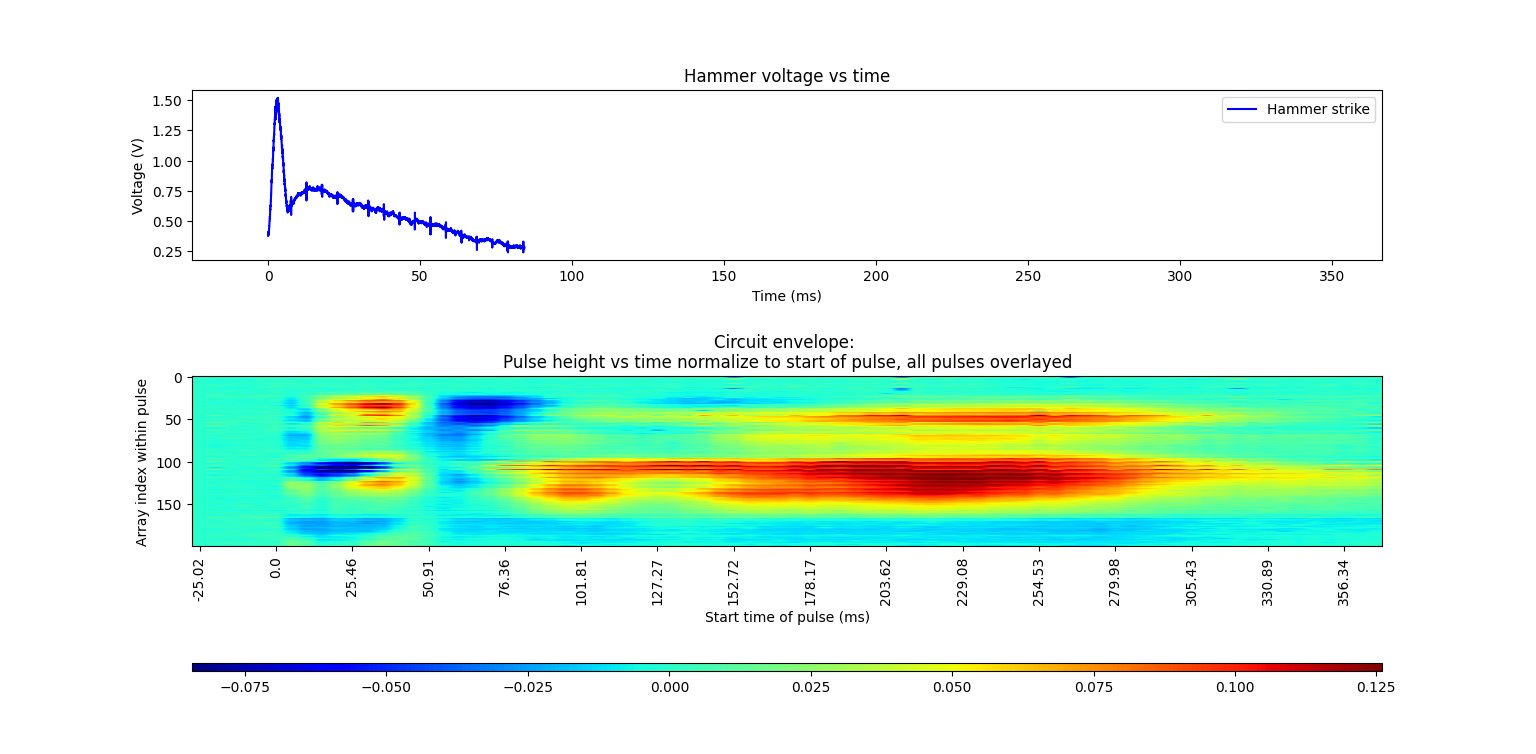 Hammer voltage vs time
Hammer strike
Voltage (V)
1.50
1.25
1.00
0.75
0.50
0.25
0 50 100 150 200 250 300 350
Time (ms)
Circuit envelope:
Pulse height vs time normalize to start of pulse, all pulses overlayed
Array index within pulse
0
50
100
150
-25.02 0.0 25.46 50.91 76.36 101.81 127.27 152.72 178.17 203.62 229.08 254.53 279.98 305.43 330.89 356.34
Start time of pulse (ms)
−0.075 −0.050 −0.025 0.000 0.025 0.050 0.075 0.100 0.125